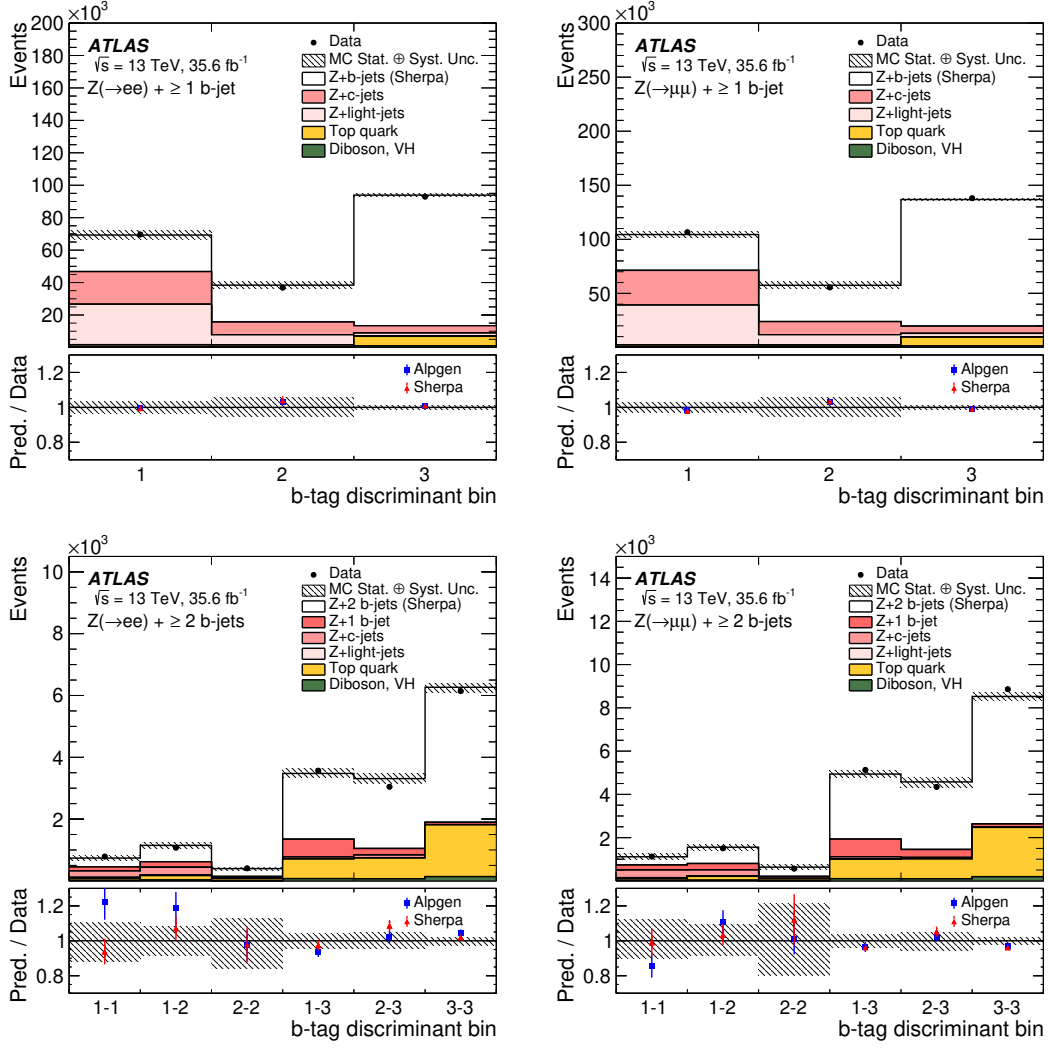 ×10³
Events
200
180
160
140
120
100
80
60
40
20
ATLAS
√s = 13 TeV, 35.6 fb⁻¹
Z(→ee) + ≥ 1 b-jet
Data
MC Stat. ⊕ Syst. Unc.
Z+b-jets (Sherpa)
Z+c-jets
Z+light-jets
Top quark
Diboson, VH
Pred. / Data
1.2
1
0.8
Alpgen
Sherpa
1 2 3
b-tag discriminant bin
×10³
Events
300
250
200
150
100
50
ATLAS
√s = 13 TeV, 35.6 fb⁻¹
Z(→μμ) + ≥ 1 b-jet
Data
MC Stat. ⊕ Syst. Unc.
Z+b-jets (Sherpa)
Z+c-jets
Z+light-jets
Top quark
Diboson, VH
Pred. / Data
1.2
1
0.8
Alpgen
Sherpa
1 2 3
b-tag discriminant bin
×10³
Events
10
8
6
4
2
ATLAS
√s = 13 TeV, 35.6 fb⁻¹
Z(→ee) + ≥ 2 b-jets
Data
MC Stat. ⊕ Syst. Unc.
Z+2 b-jets (Sherpa)
Z+1 b-jet
Z+c-jets
Z+light-jets
Top quark
Diboson, VH
Pred. / Data
1.2
1
0.8
Alpgen
Sherpa
1-1 1-2 2-2 1-3 2-3 3-3
b-tag discriminant bin
×10³
Events
14
12
10
8
6
4
2
ATLAS
√s = 13 TeV, 35.6 fb⁻¹
Z(→μμ) + ≥ 2 b-jets
Data
MC Stat. ⊕ Syst. Unc.
Z+2 b-jets (Sherpa)
Z+1 b-jet
Z+c-jets
Z+light-jets
Top quark
Diboson, VH
Pred. / Data
1.2
1
0.8
Alpgen
Sherpa
1-1 1-2 2-2 1-3 2-3 3-3
b-tag discriminant bin